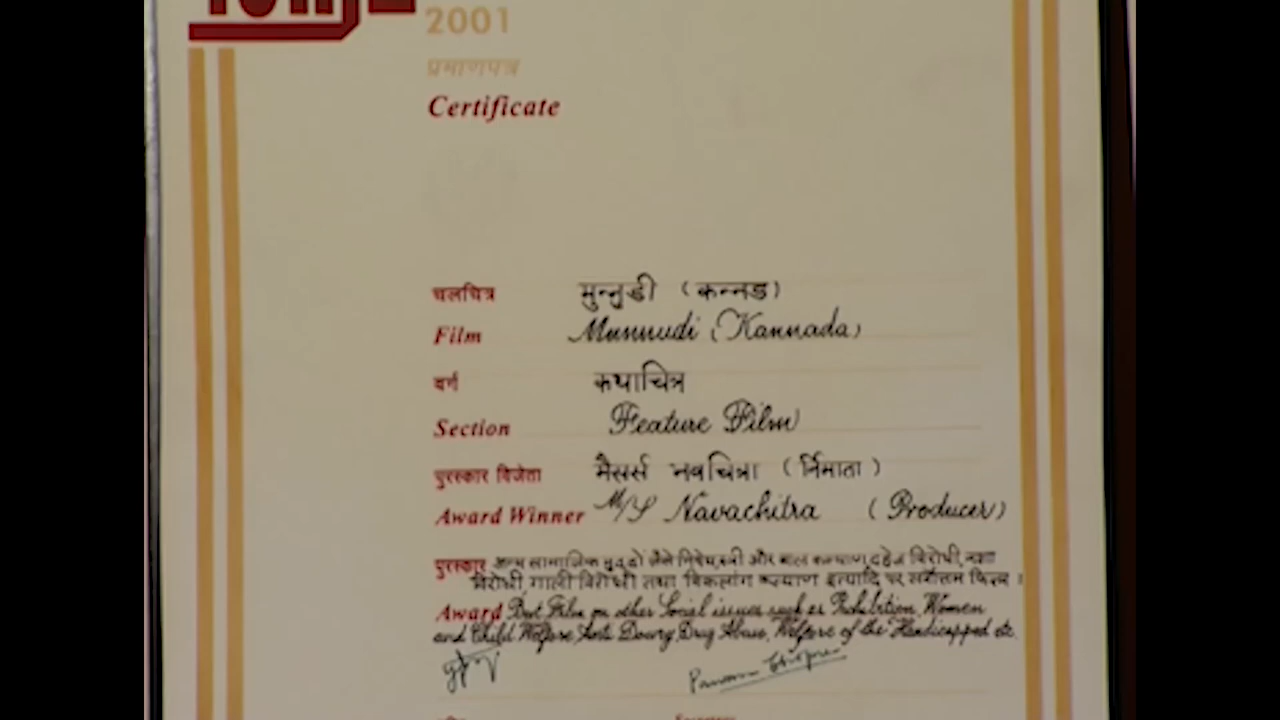 2001
प्रमाणपत्र
Certificate
चलचित्र मुन्नुडी (कन्नड)
Film Munnudi (Kannada)
वर्ग कथाचित्र
Section Feature Film
पुरस्कार विजेता मैसर्स नवचित्रा (निर्माता)
Award Winner M/S Navachitra (Producer)
पुरस्कार अन्य सामाजिक मुद्दों जैसे निषेध, स्त्री और बाल कल्याण, दहेज विरोधी, नशा
विरोधी, गाली विरोधी तथा विकलांग कल्याण इत्यादि पर सर्वोत्तम फिल्म ।
Award Best Film on other Social issues such as Prohibition, Women
and Child Welfare, Anti Dowry, Drug Abuse, Welfare of the Handicapped etc.